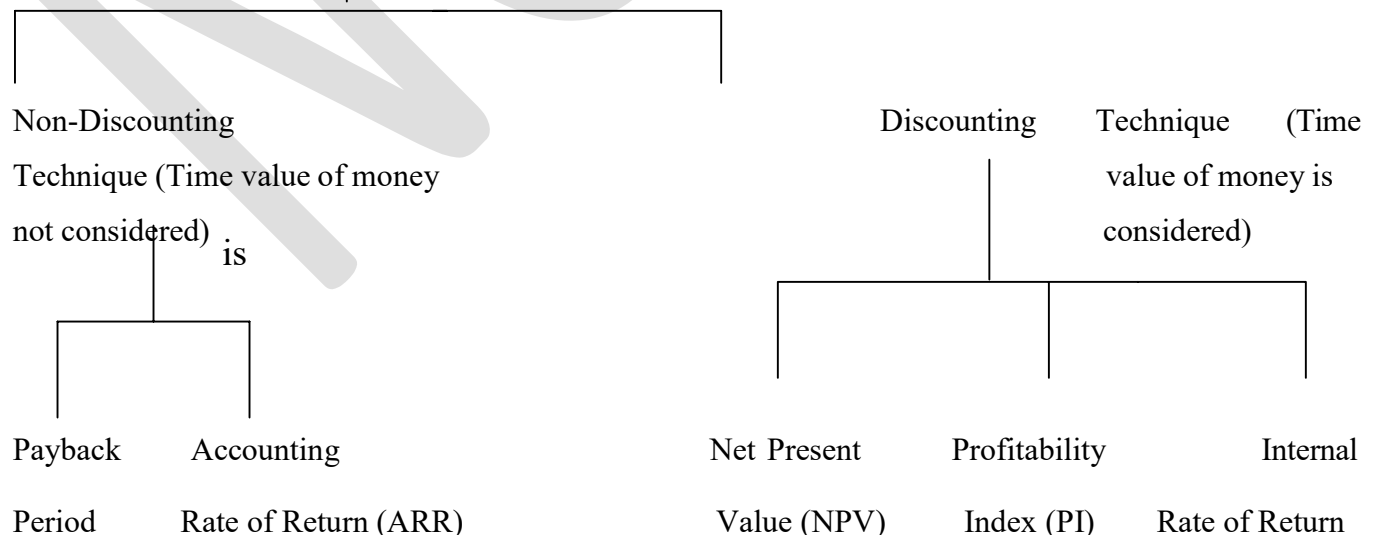 Non-Discounting
Technique (Time value of money
not considered) is
Discounting Technique (Time
value of money is
considered)
Payback Accounting Net Present Profitability Internal
Period Rate of Return (ARR) Value (NPV) Index (PI) Rate of Return